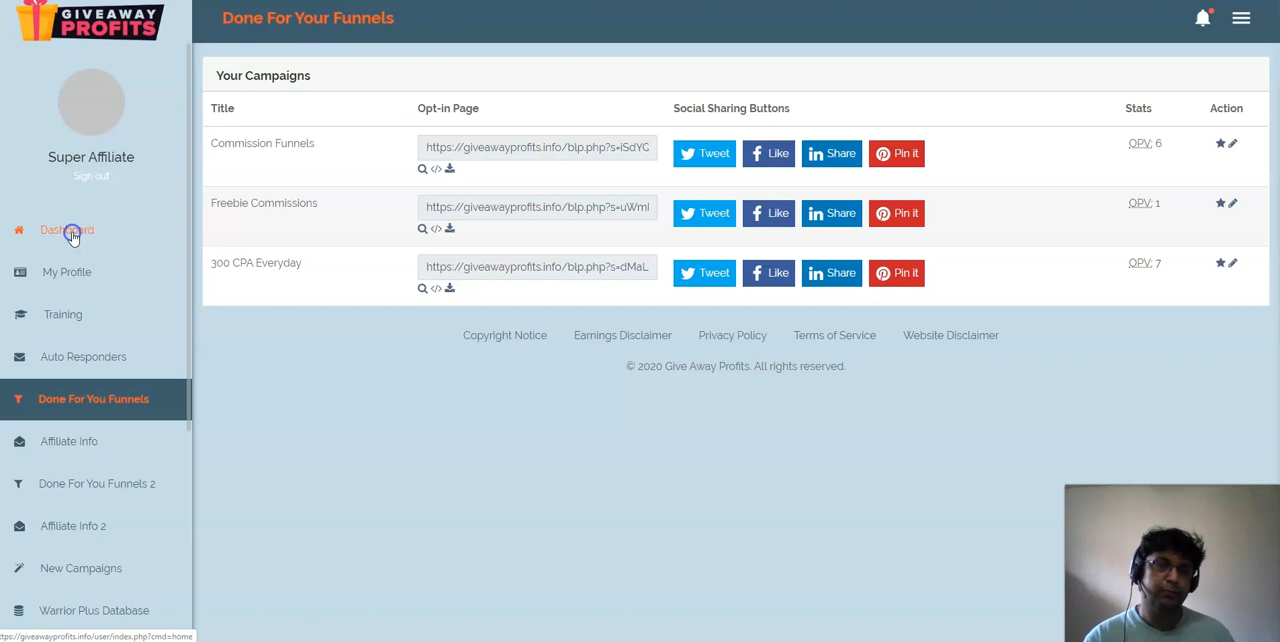 GIVEAWAY
PROFITS
Done For Your Funnels
Super Affiliate
Sign out
Dashboard
My Profile
Training
Auto Responders
Done For You Funnels
Affiliate Info
Done For You Funnels 2
Affiliate Info 2
New Campaigns
Warrior Plus Database
Your Campaigns
Title Opt-in Page Social Sharing Buttons Stats Action
Commission Funnels https://giveawayprofits.info/blp.php?s=iSdYC Tweet Like Share Pin it OPV: 6
Freebie Commissions https://giveawayprofits.info/blp.php?s=uWml Tweet Like Share Pin it OPV: 1
300 CPA Everyday https://giveawayprofits.info/blp.php?s=dMaL Tweet Like Share Pin it OPV: 7
Copyright Notice Earnings Disclaimer Privacy Policy Terms of Service Website Disclaimer
© 2020 Give Away Profits. All rights reserved.
ttps://giveawayprofits.info/user/index.php?cmd=home